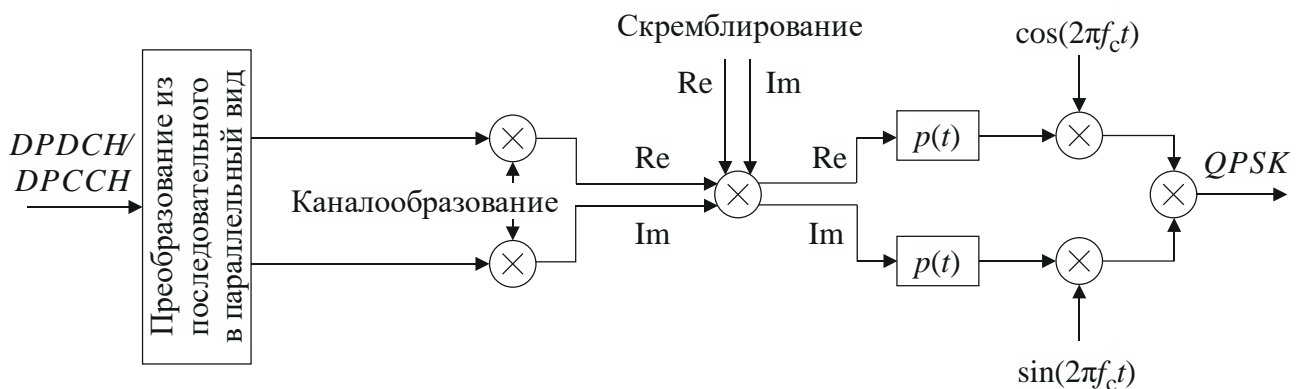 Скремблирование
cos(2πf_c t)
Re
Im
Преобразование из
последовательного
в параллельный вид
DPDCH/
DPCCH
Каналообразование
Re
Im
Re
Im
p(t)
p(t)
QPSK
sin(2πf_c t)